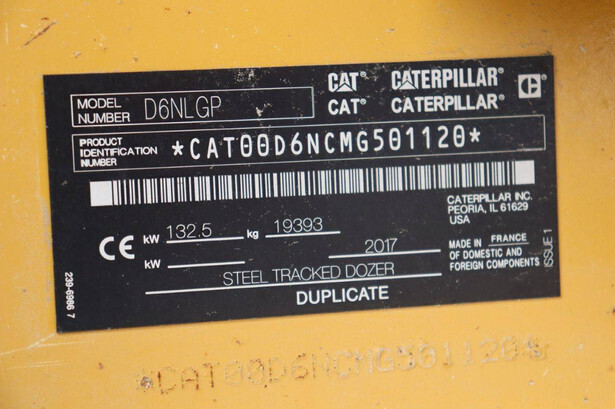 CAT® CATERPILLAR® C
CAT® CATERPILLAR®
MODEL NUMBER D6NLGP
PRODUCT IDENTIFICATION NUMBER *CAT00D6NCMG501120*
CATERPILLAR INC.
PEORIA, IL 61629
USA
CE kW 132.5 kg 19393
kW 2017
MADE IN FRANCE
OF DOMESTIC AND
FOREIGN COMPONENTS
STEEL TRACKED DOZER
DUPLICATE
ISSUE 1
239-6986 7
*CAT00D6NCMG501120*